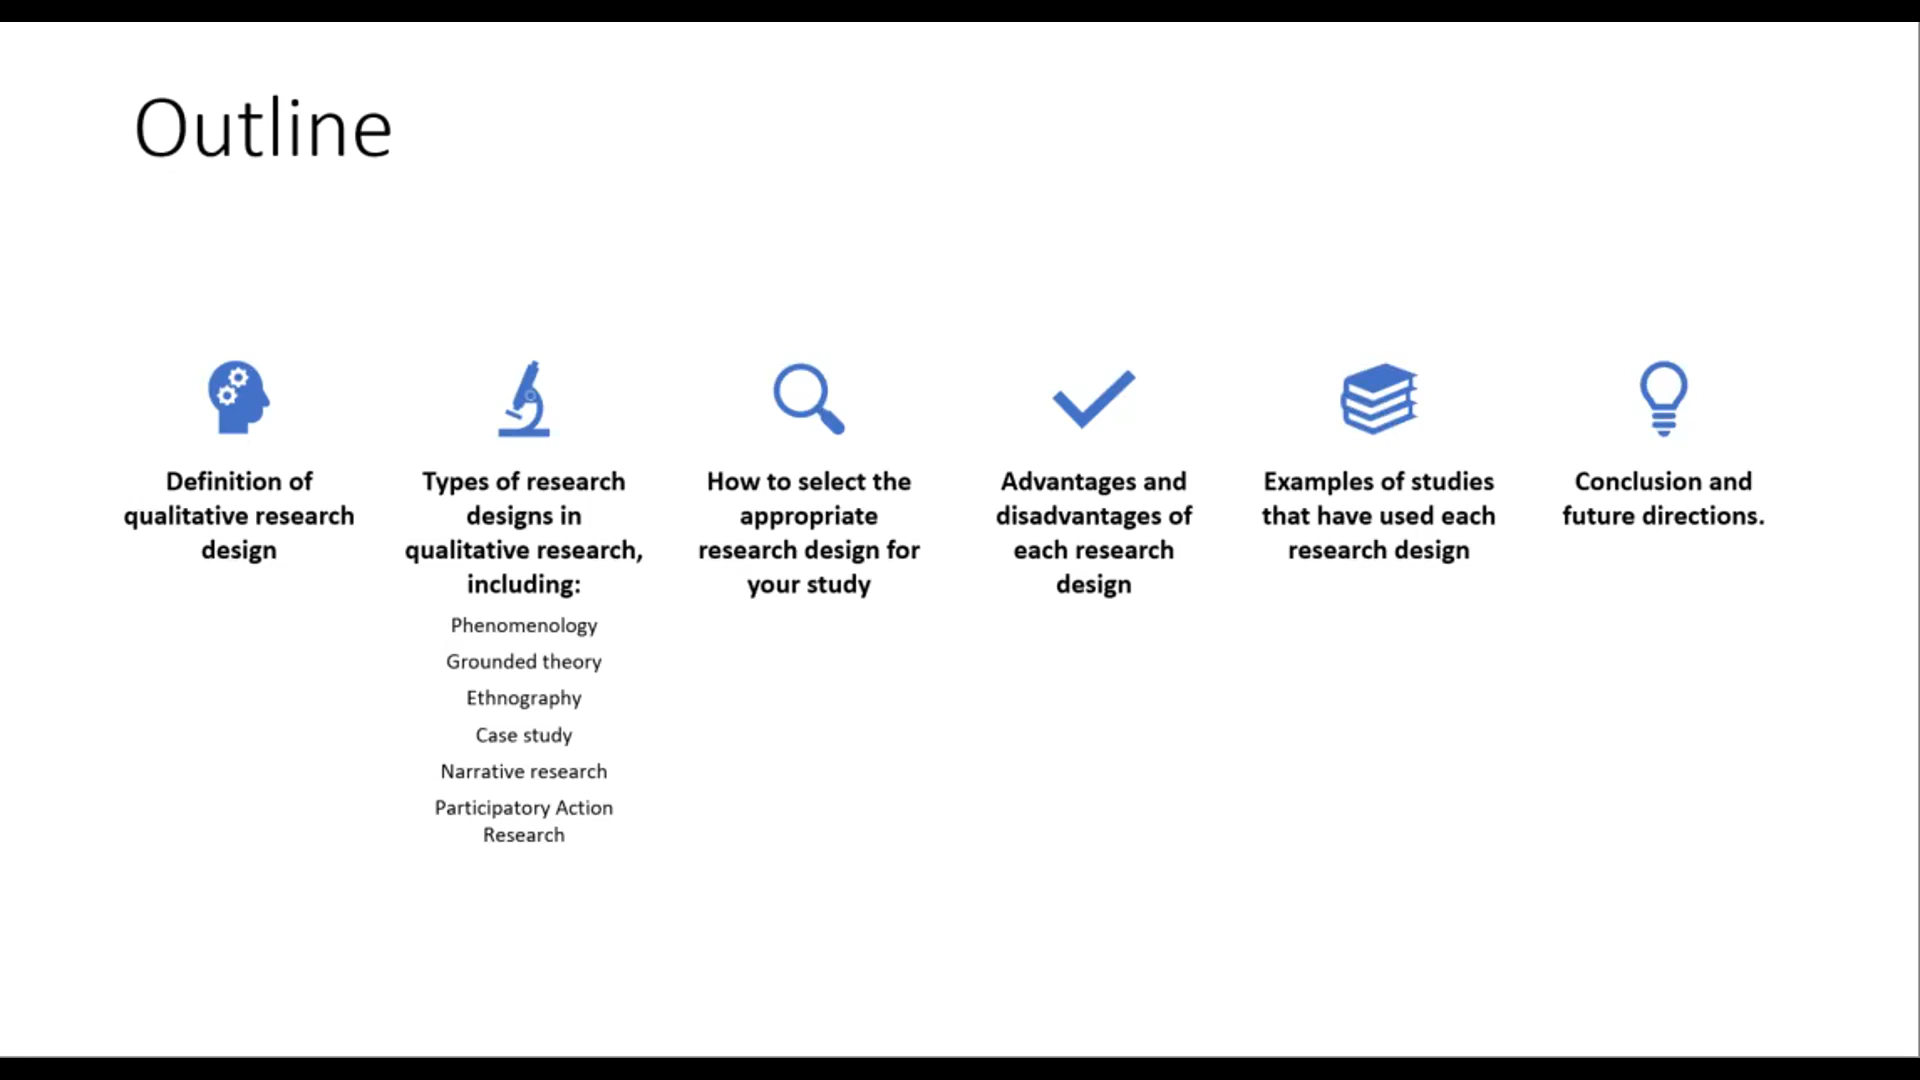 Outline
Definition of
qualitative research
design
Types of research
designs in
qualitative research,
including:
Phenomenology
Grounded theory
Ethnography
Case study
Narrative research
Participatory Action
Research
How to select the
appropriate
research design for
your study
Advantages and
disadvantages of
each research
design
Examples of studies
that have used each
research design
Conclusion and
future directions.